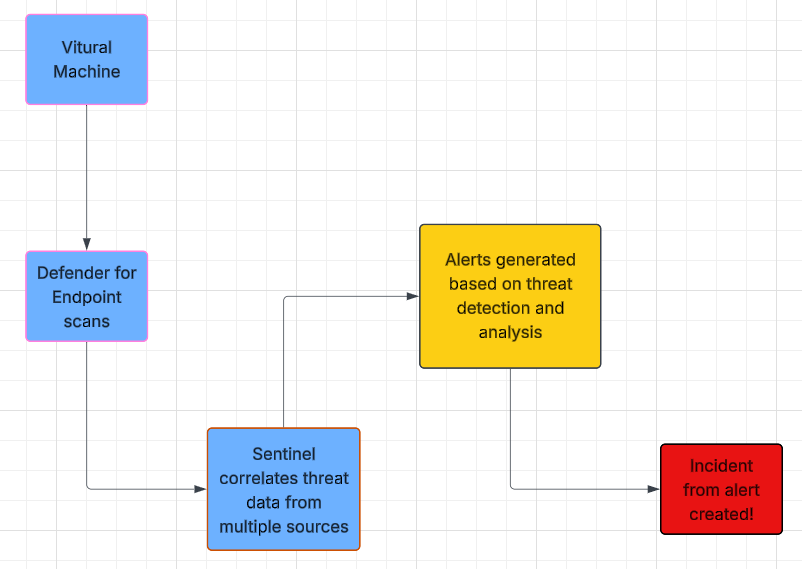 Vitural
Machine
Defender for
Endpoint
scans
Sentinel
correlates threat
data from
multiple sources
Alerts generated
based on threat
detection and
analysis
Incident
from alert
created!